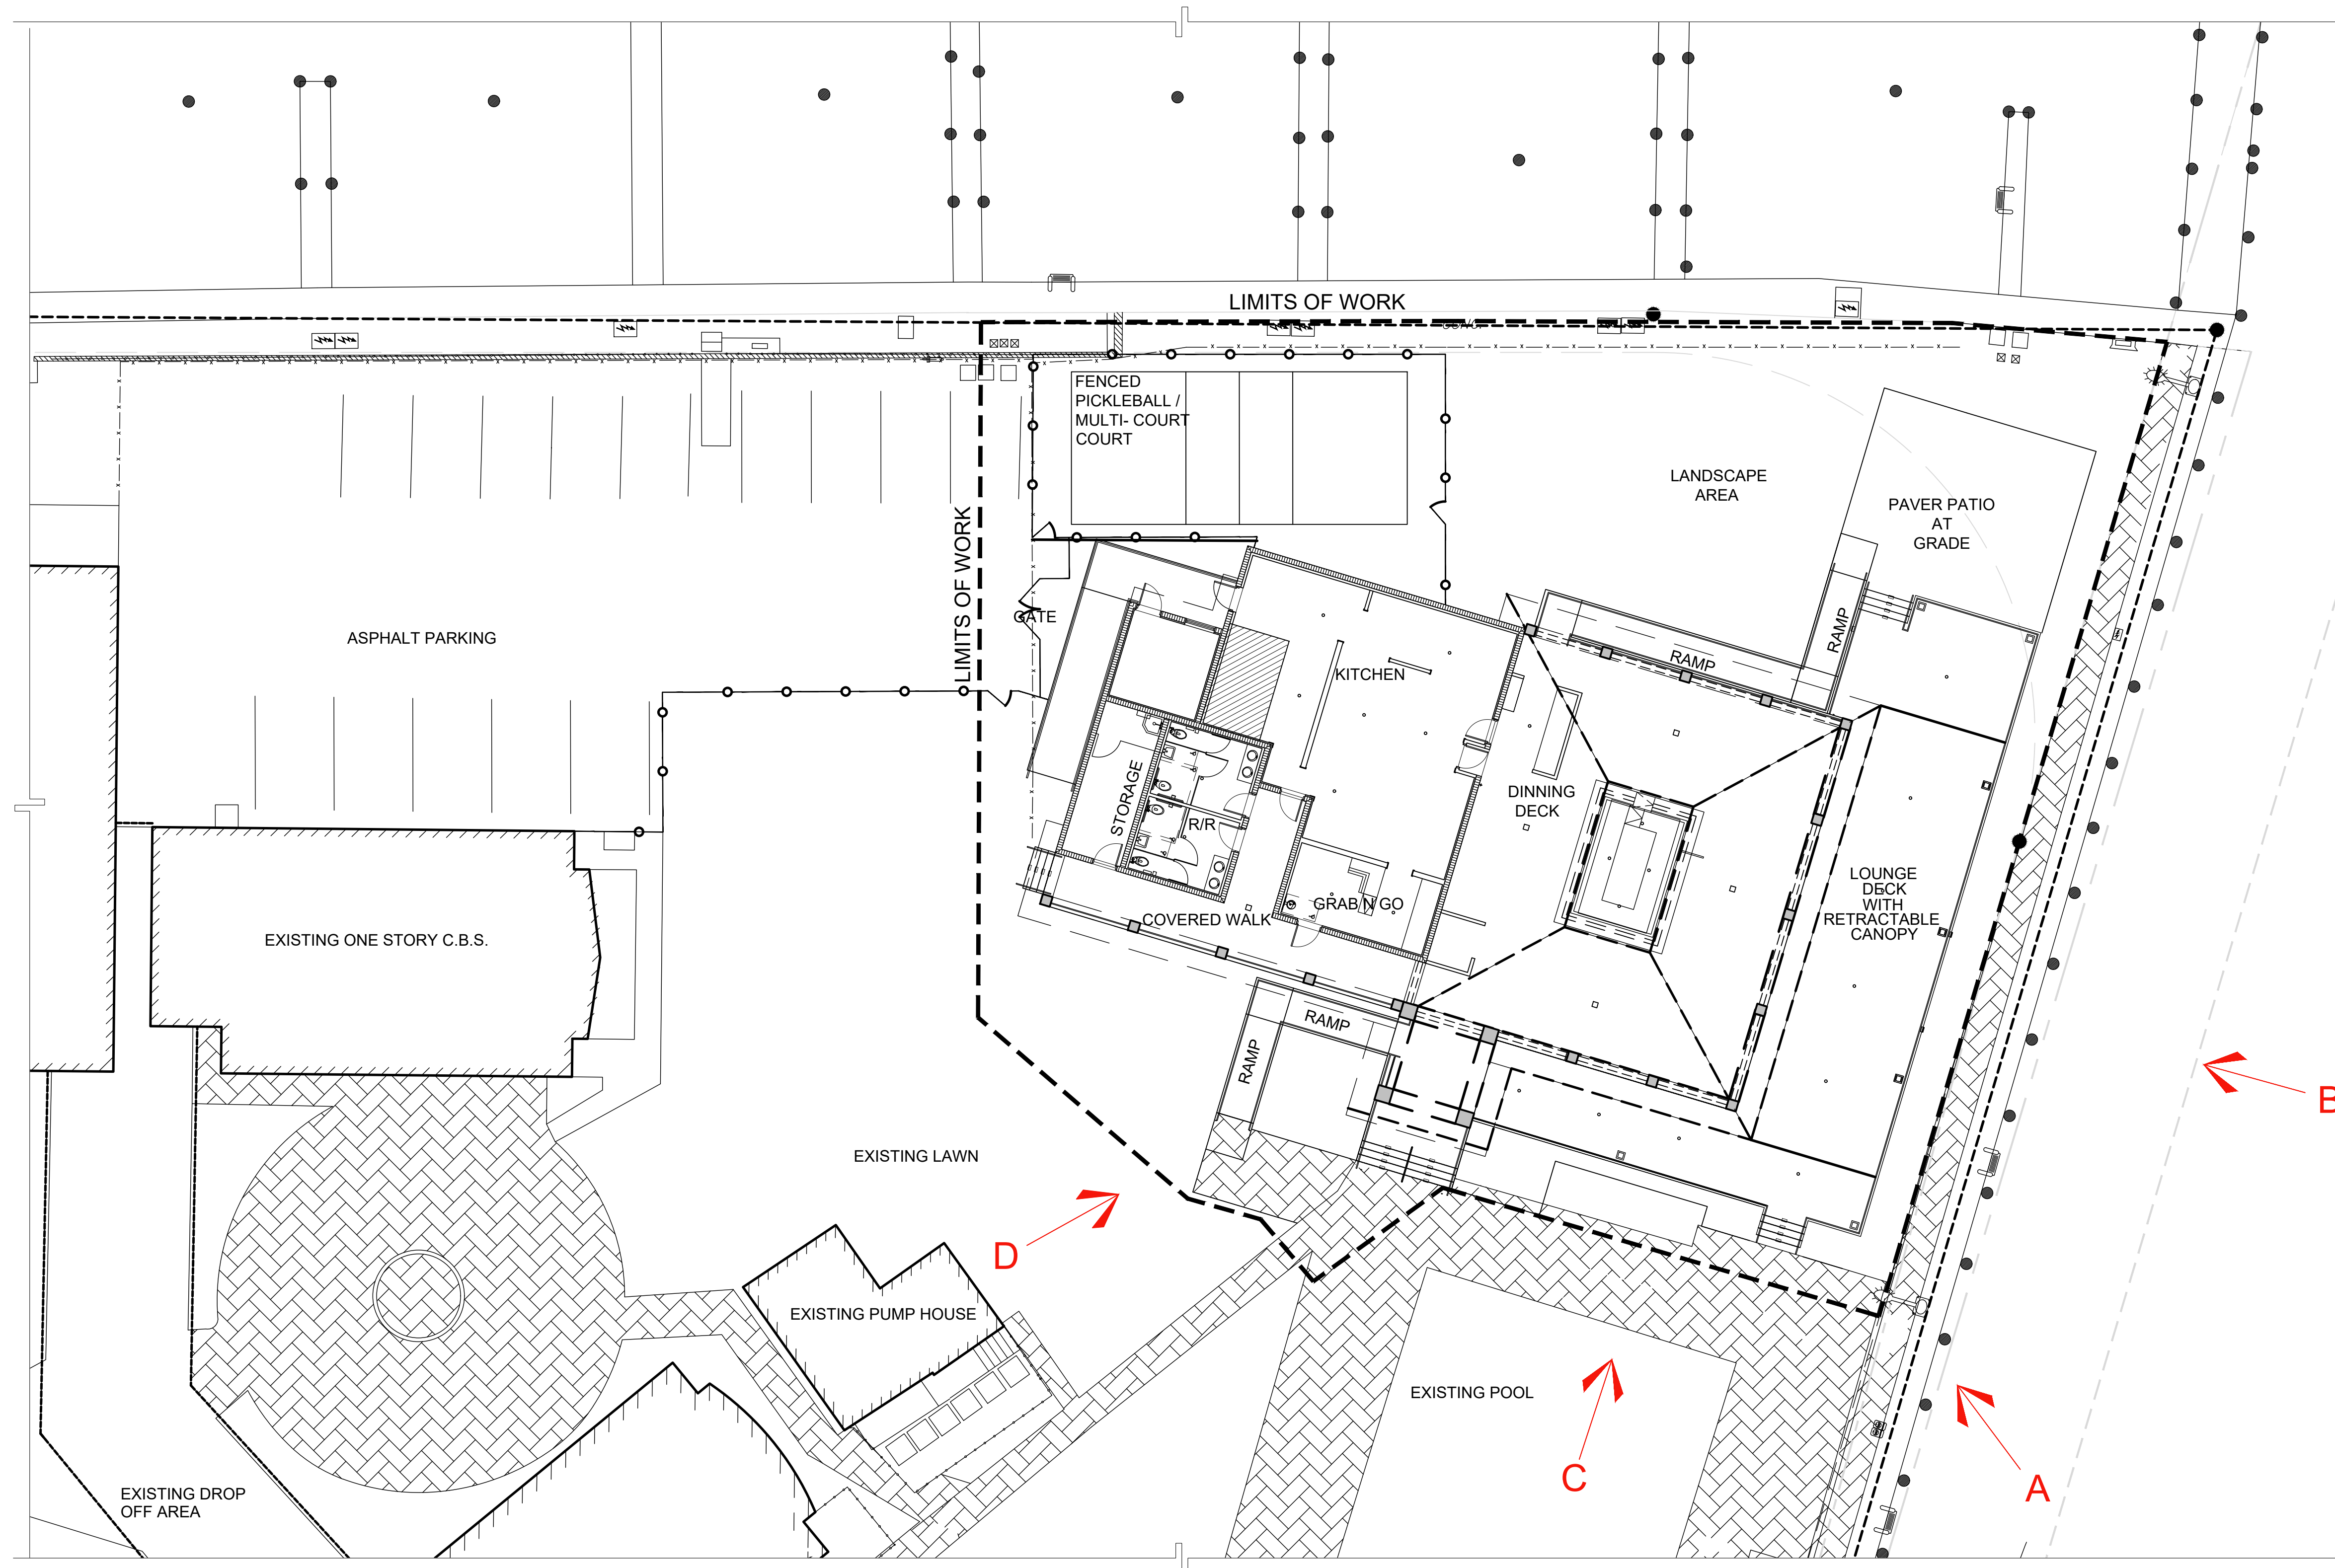 LIMITS OF WORK
FENCED
PICKLEBALL /
MULTI- COURT
COURT
LANDSCAPE
AREA
PAVER PATIO
AT
GRADE
LIMITS OF WORK
GATE
ASPHALT PARKING
KITCHEN
RAMP
RAMP
DINNING
DECK
STORAGE
R/R
LOUNGE
DECK
WITH
RETRACTABLE
CANOPY
GRAB N GO
COVERED WALK
EXISTING ONE STORY C.B.S.
RAMP
RAMP
B
EXISTING LAWN
D
EXISTING PUMP HOUSE
EXISTING POOL
C
A
EXISTING DROP
OFF AREA